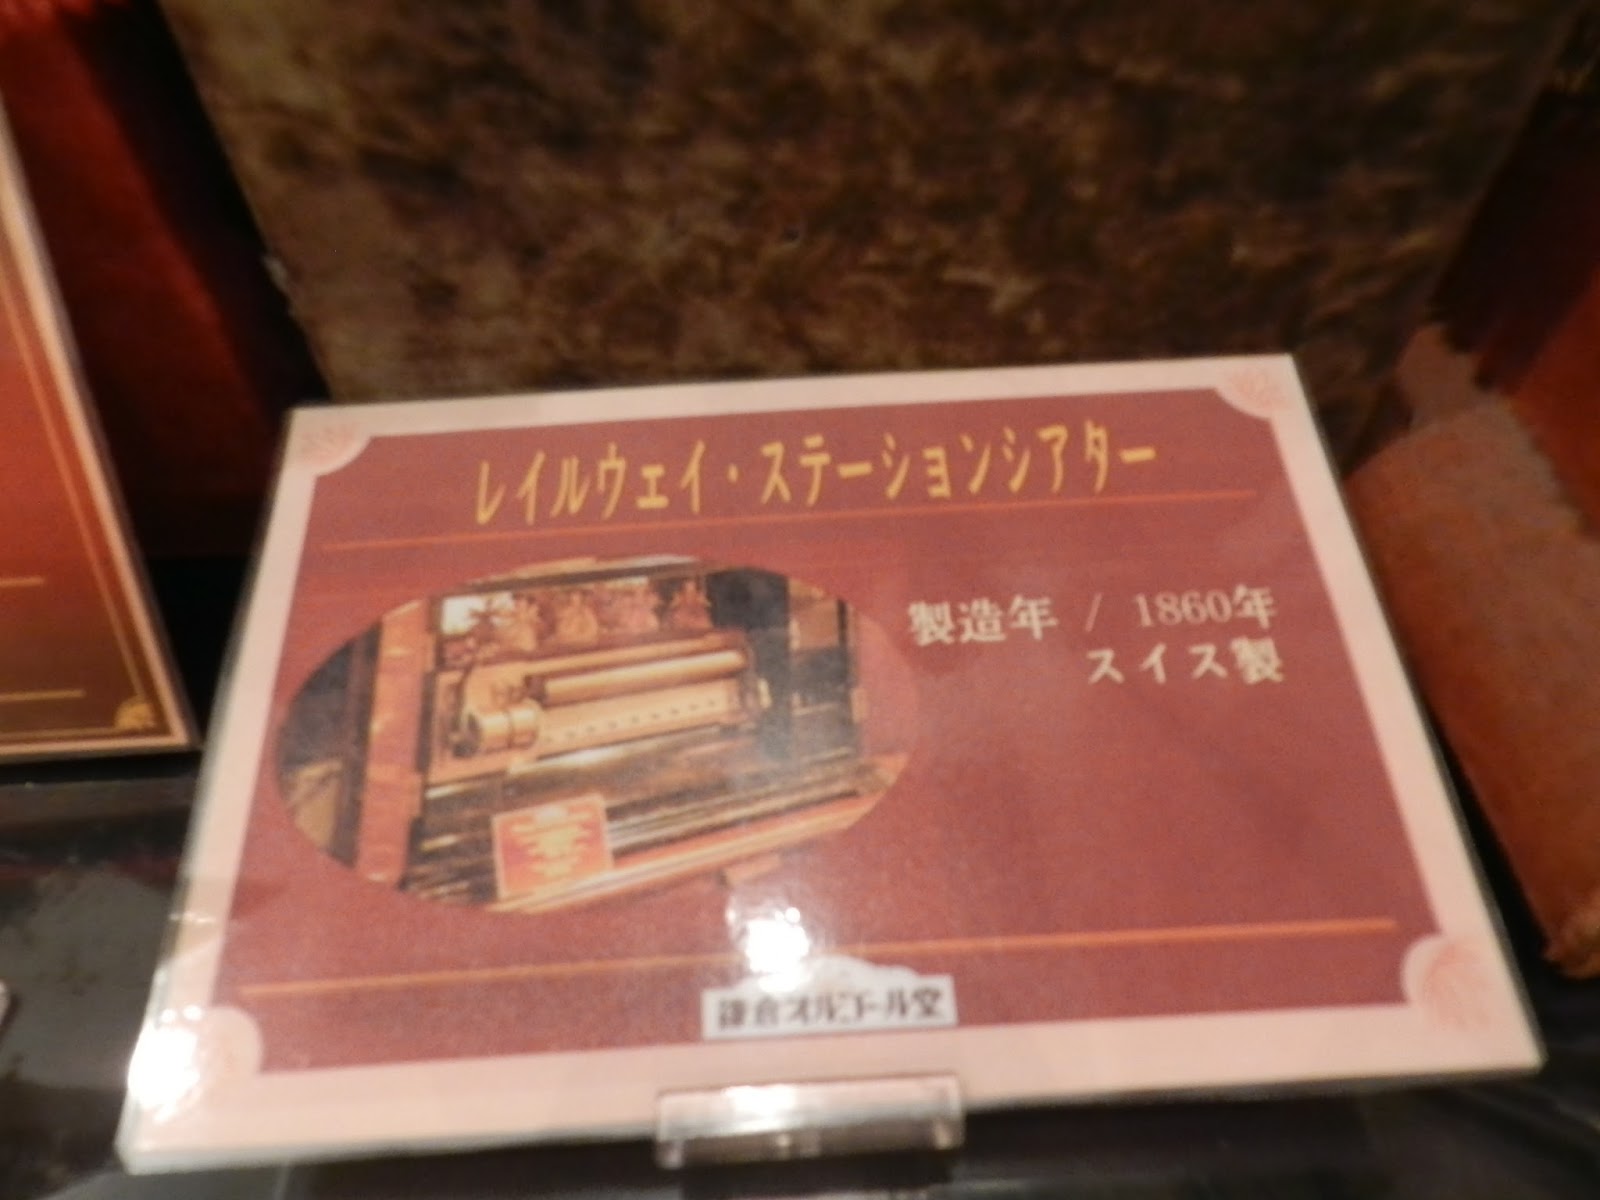 レイルウェイ・ステーションシアター
製造年 / 1860年
スイス製
鎌倉オルゴール堂